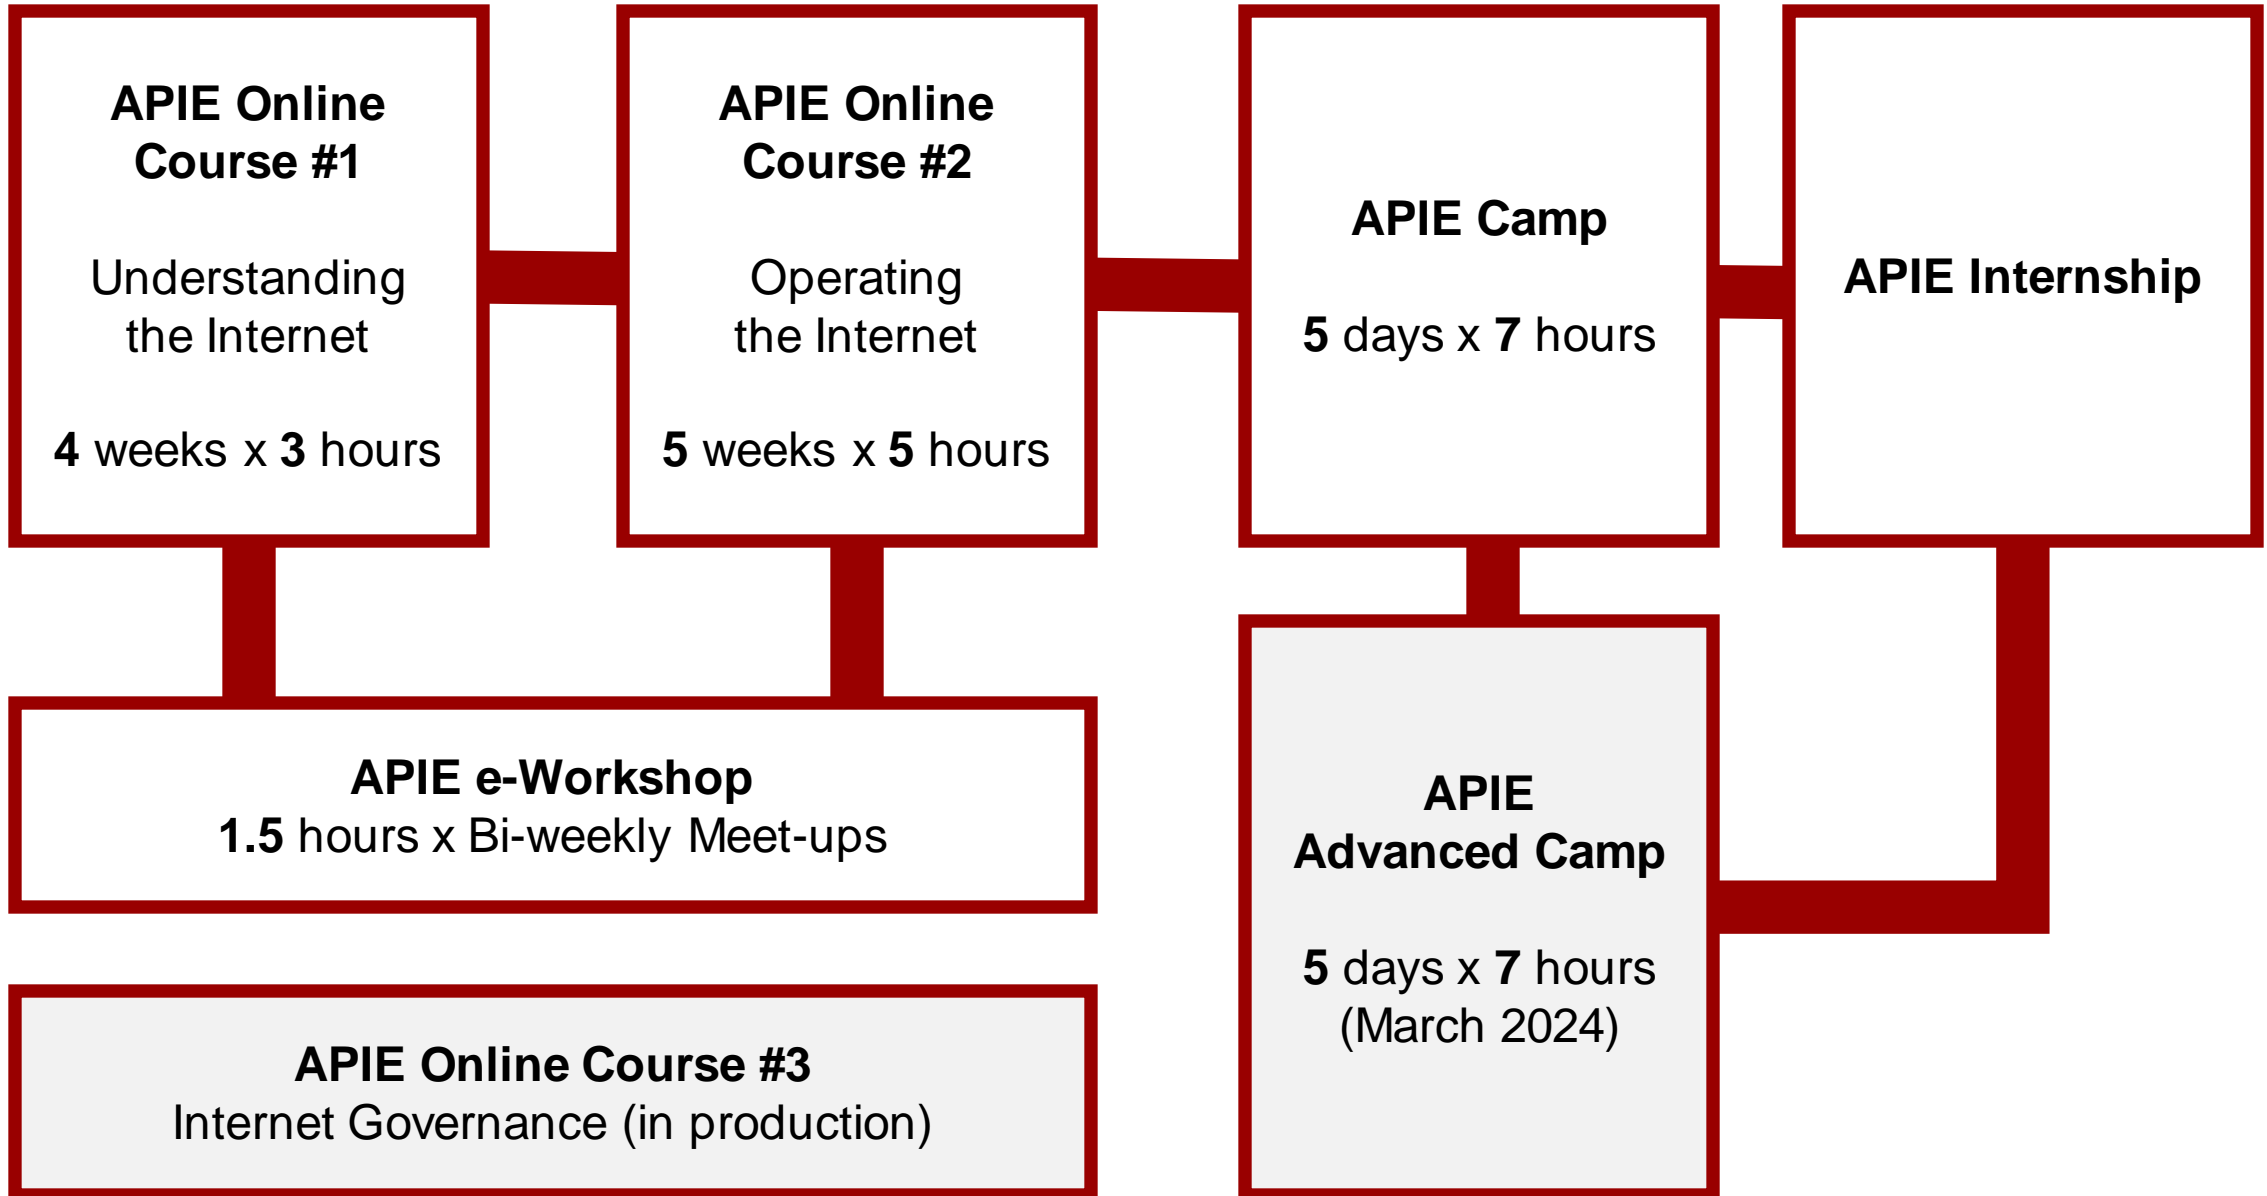 APIE Online
Course #1
Understanding
the Internet
4 weeks x 3 hours
APIE Online
Course #2
Operating
the Internet
5 weeks x 5 hours
APIE Camp
5 days x 7 hours
APIE Internship
APIE e-Workshop
1.5 hours x Bi-weekly Meet-ups
APIE
Advanced Camp
5 days x 7 hours
(March 2024)
APIE Online Course #3
Internet Governance (in production)